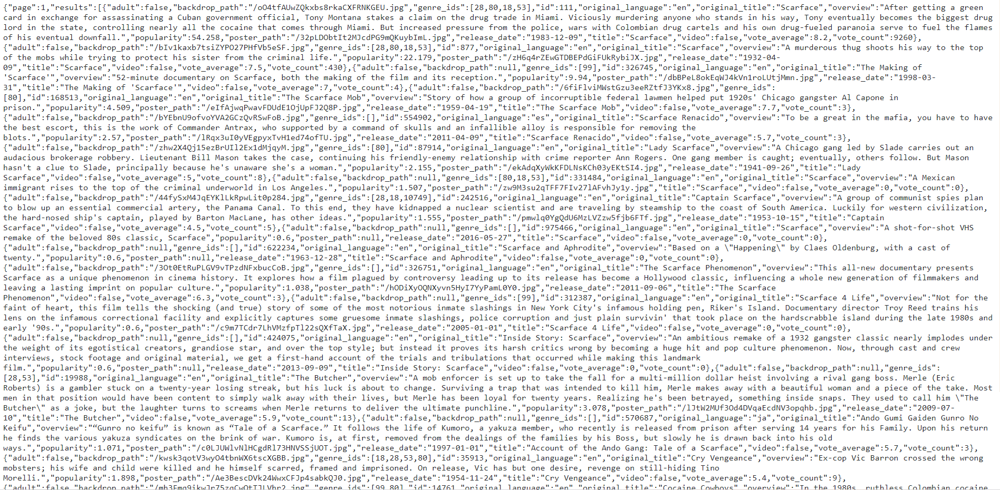 {"page":1,"results":[{"adult":false,"backdrop_path":"/oO4tfAUwZQkxbs8rkaCXFRNKGEU.jpg","genre_ids":[28,80,18,53],"id":111,"original_language":"en","original_title":"Scarface","overview":"After getting a green
card in exchange for assassinating a Cuban government official, Tony Montana stakes a claim on the drug trade in Miami. Viciously murdering anyone who stands in his way, Tony eventually becomes the biggest drug
lord in the state, controlling nearly all the cocaine that comes through Miami. But increased pressure from the police, wars with Colombian drug cartels and his own drug-fueled paranoia serve to fuel the flames
of his eventual downfall.","popularity":54.258,"poster_path":"/32pLDObtIt2MJcdPG9mQKuybImL.jpg","release_date":"1983-12-09","title":"Scarface","video":false,"vote_average":8.2,"vote_count":9260},
{"adult":false,"backdrop_path":"/bIv1kaxb7tsiZYPO27PHfVb5eSF.jpg","genre_ids":[28,80,18,53],"id":877,"original_language":"en","original_title":"Scarface","overview":"A murderous thug shoots his way to the top
of the mobs while trying to protect his sister from the criminal life.","popularity":22.179,"poster_path":"/zH6q4rZEwGTDBEPdGiFUkRybiJX.jpg","release_date":"1932-04-
09","title":"Scarface","video":false,"vote_average":7.5,"vote_count":430},{"adult":false,"backdrop_path":null,"genre_ids":[99],"id":326745,"original_language":"en","original_title":"The Making of
'Scarface'","overview":"52-minute documentary on Scarface, both the making of the film and its reception.","popularity":9.94,"poster_path":"/dbBPeL8okEqWJ4kVn1roLUtjMmn.jpg","release_date":"1998-03-
31","title":"The Making of 'Scarface'","video":false,"vote_average":7,"vote_count":4},{"adult":false,"backdrop_path":"/6fiFlviMWstGzu3eeRZtfJ3YKx8.jpg","genre_ids":
[80],"id":168513,"original_language":"en","original_title":"The Scarface Mob","overview":"Story of how a group of incorruptible federal lawmen helped put 1920s' Chicago gangster Al Capone in
prison.","popularity":4.509,"poster_path":"/eIfAjwqPwavFDUdE1OjUpFJ2Q8P.jpg","release_date":"1959-04-19","title":"The Scarface Mob","video":false,"vote_average":7.7,"vote_count":3},
{"adult":false,"backdrop_path":"/bYEbnU9ofvoYVA2GCzQvRSwFoB.jpg","genre_ids":[],"id":554902,"original_language":"es","original_title":"Scarface Renacido","overview":"To be a great in the mafia, you have to have
the best escort, this is the work of Commander Antrax, who supported by a command of skulls and an infallible alloy is responsible for removing the
blots.","popularity":2.57,"poster_path":"/lRqx3uI0yVEgpyxTvH1ed74ofTU.jpg","release_date":"2011-04-09","title":"Scarface Renacido","video":false,"vote_average":5.7,"vote_count":3},
{"adult":false,"backdrop_path":"/zhw2X4Qj15ezBrUIl2Ex1dMjqyM.jpg","genre_ids":[80],"id":87914,"original_language":"en","original_title":"Lady Scarface","overview":"A Chicago gang led by Slade carries out an
audacious brokerage robbery. Lieutenant Bill Mason takes the case, continuing his friendly-enemy relationship with crime reporter Ann Rogers. One gang member is caught; eventually, others follow. But Mason
hasn't a clue to Slade, principally because he's unaware she's a woman.","popularity":2.155,"poster_path":"/ekAdqXyWkKFDLNsKCh03yEKtSI4.jpg","release_date":"1941-09-26","title":"Lady
Scarface","video":false,"vote_average":5,"vote_count":8},{"adult":false,"backdrop_path":null,"genre_ids":[80,18,53],"id":331484,"original_language":"en","original_title":"Scarface","overview":"A Mexican
immigrant rises to the top of the criminal underworld in Los Angeles.","popularity":1.507,"poster_path":"/zw9M3su2qTFF7FIv27lAFvhJy1y.jpg","title":"Scarface","video":false,"vote_average":0,"vote_count":0},
{"adult":false,"backdrop_path":"/44fySxM4JqEYKlLkRpwLit0p284.jpg","genre_ids":[28,18,10749],"id":242516,"original_language":"en","original_title":"Captain Scarface","overview":"A group of communist spies plan
to blow up an essential commercial artery, the Panama Canal. To this end, they have kidnapped a nuclear scientist and are traveling by steamship to the coast of South America. Luckily for western civilization,
the hard-nosed ship's captain, played by Barton MacLane, has other ideas.","popularity":1.555,"poster_path":"/pmwlq0YgQdU6MzLVZzw5fjb6FTf.jpg","release_date":"1953-10-15","title":"Captain
Scarface","video":false,"vote_average":4.5,"vote_count":5},{"adult":false,"backdrop_path":null,"genre_ids":[],"id":975466,"original_language":"en","original_title":"Scarface","overview":"A shot-for-shot VHS
remake of the beloved 80s classic, Scarface","popularity":0.6,"poster_path":null,"release_date":"2016-05-27","title":"Scarface","video":false,"vote_average":0,"vote_count":0},
{"adult":false,"backdrop_path":null,"genre_ids":[],"id":622234,"original_language":"en","original_title":"Scarface and Aphrodite","overview":"Based on a \"Happening\" by Claes Oldenburg, with a cast of
twenty.","popularity":0.6,"poster_path":null,"release_date":"1963-12-28","title":"Scarface and Aphrodite","video":false,"vote_average":0,"vote_count":0},
{"adult":false,"backdrop_path":"/3Ot0EtRuPLGV9vTPzdNFxbucCoB.jpg","genre_ids":[],"id":326751,"original_language":"en","original_title":"The Scarface Phenomenon","overview":"This all-new documentary presents
Scarface as a unique phenomenon in cinema history. It explores how a film plagued by controversy leading up to its release has become a Hollywood classic, influencing a whole new generation of filmmakers and
leaving a lasting imprint on popular culture.","popularity":1.038,"poster_path":"/hODiXyOQNXyvn5HyI7YyPamL0Y0.jpg","release_date":"2011-09-06","title":"The Scarface
Phenomenon","video":false,"vote_average":6.3,"vote_count":3},{"adult":false,"backdrop_path":null,"genre_ids":[99],"id":312387,"original_language":"en","original_title":"Scarface 4 Life","overview":"Not for the
faint of heart, this film tells the shocking (and true) story of some of the most notorious inmate slashings in New York City's infamous holding pen, Riker's Island. Documentary director Troy Reed trains his
lens on the infamous correctional facility and explicitly captures some gruesome inmate slashings, police corruption and just plain survivin' that took place on the hardscrabble island during the late 1980s and
early '90s.","popularity":0.6,"poster_path":"/c9m7TCdr7LhVMzfpTl22sQXfTaX.jpg","release_date":"2005-01-01","title":"Scarface 4 Life","video":false,"vote_average":0,"vote_count":0},
{"adult":false,"backdrop_path":null,"genre_ids":[],"id":424075,"original_language":"en","original_title":"Inside Story: Scarface","overview":"An ambitious remake of a 1932 gangster classic nearly implodes under
the weight of its egotistical creators, grandiose star, and over the top style; but instead it proves its harsh critics wrong by becoming a huge hit and pop culture phenomenon. Now, through cast and crew
interviews, stock footage and original material, we get a first-hand account of the trials and tribulations that occurred while making this landmark
film.","popularity":0.6,"poster_path":null,"release_date":"2013-09-09","title":"Inside Story: Scarface","video":false,"vote_average":0,"vote_count":0},{"adult":false,"backdrop_path":null,"genre_ids":
[28,53],"id":19988,"original_language":"en","original_title":"The Butcher","overview":"A mob enforcer is set up to take the fall for a multi-million dollar heist involving a rival gang boss. Merle (Eric
Roberts) is a gambler stuck on a twenty-year losing streak, but his luck is about to change. Surviving a trap that was intended to kill him, Merle makes away with a beautiful woman and a piece of the take. Most
men in that position would have been content to simply walk away with their lives, but Merle has been loyal for twenty years. Realizing he's been betrayed, something inside snaps. They used to call him \"The
Butcher\" as a joke, but the laughter turns to screams when Merle returns to deliver the ultimate punchline.","popularity":3.078,"poster_path":"/lJtW2MUf3Od4DVqaEcdNV3opqhb.jpg","release_date":"2009-07-
10","title":"The Butcher","video":false,"vote_average":5.9,"vote_count":13},{"adult":false,"backdrop_path":null,"genre_ids":[],"id":570687,"original_language":"ja","original_title":"Ando Gumi Gaiden Gunro No
Keifu","overview":"“Gunro no keifu” is known as “Tale of a Scarface.” It follows the life of Kumoro, a yakuza member, who recently is released from prison after serving 14 years for his Family. Upon his return
he finds the various yakuza syndicates on the brink of war. Kumoro is, at first, removed from the dealings of the families by his Boss, but slowly he is drawn back into his old
ways.","popularity":1.071,"poster_path":"/c0LJUWlvNlHCgdRl73HNVSSjUOT.jpg","release_date":"1997-01-01","title":"Account of the Ando Gang: Tale of a Scarface","video":false,"vote_average":5.7,"vote_count":3},
{"adult":false,"backdrop_path":"/kwsk3qotV3wyO4tbnWX6tscXGBB.jpg","genre_ids":[18,28,53,80],"id":35913,"original_language":"en","original_title":"Cry Vengeance","overview":"Ex-cop Vic Barron crossed the wrong
mobsters; his wife and child were killed and he himself scarred, framed and imprisoned. On release, Vic has but one desire, revenge on still-hiding Tino
Morelli.","popularity":1.898,"poster_path":"/Ae3BescDVk24WwxCFJp4sabkQJ0.jpg","release_date":"1954-11-24","title":"Cry Vengeance","video":false,"vote_average":5.4,"vote_count":9},
{"adult":false,"backdrop_path":"/mh3Fmq9ikwJr75zqCwOtTJLVhr2.jpg","genre_ids":[99,80],"id":14761,"original_language":"en","original_title":"Cocaine Cowboys","overview":"In the 1980s, ruthless Colombian cocaine